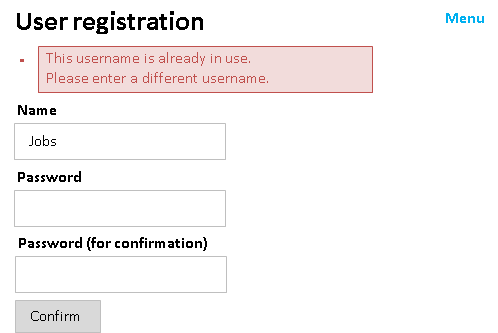 User registration
Menu
This username is already in use.
Please enter a different username.
Name
Jobs
Password
Password (for confirmation)
Confirm